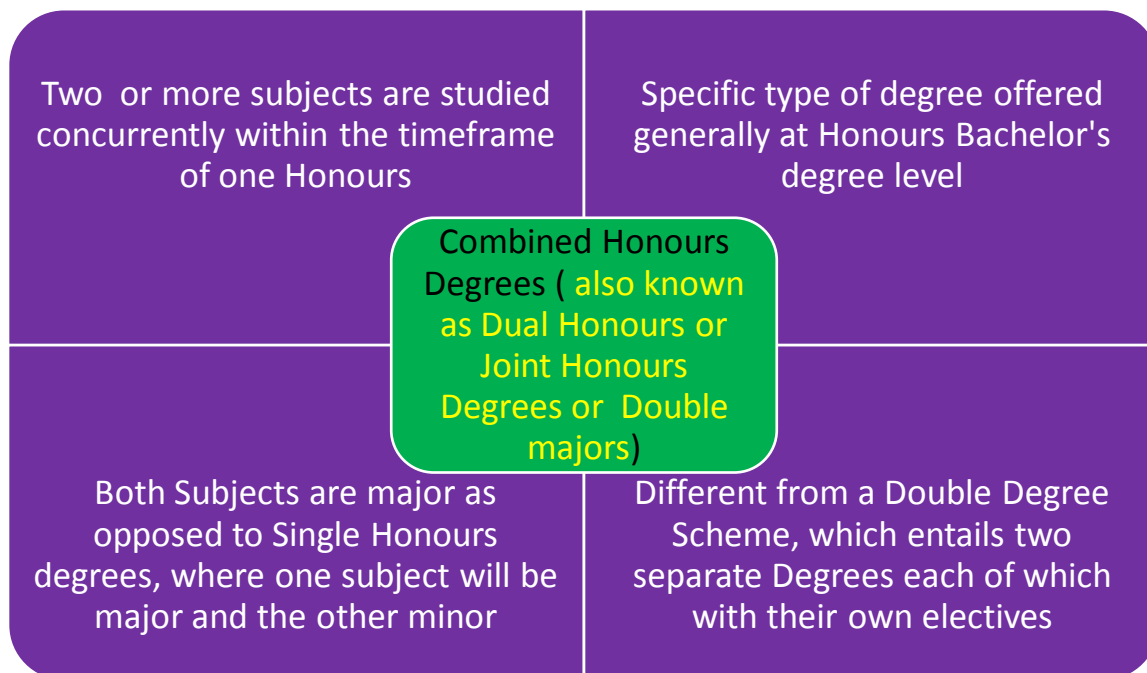 Two or more subjects are studied
concurrently within the timeframe
of one Honours
Specific type of degree offered
generally at Honours Bachelor's
degree level
Combined Honours
Degrees ( also known
as Dual Honours or
Joint Honours
Degrees or Double
majors)
Both Subjects are major as
opposed to Single Honours
degrees, where one subject will be
major and the other minor
Different from a Double Degree
Scheme, which entails two
separate Degrees each of which
with their own electives